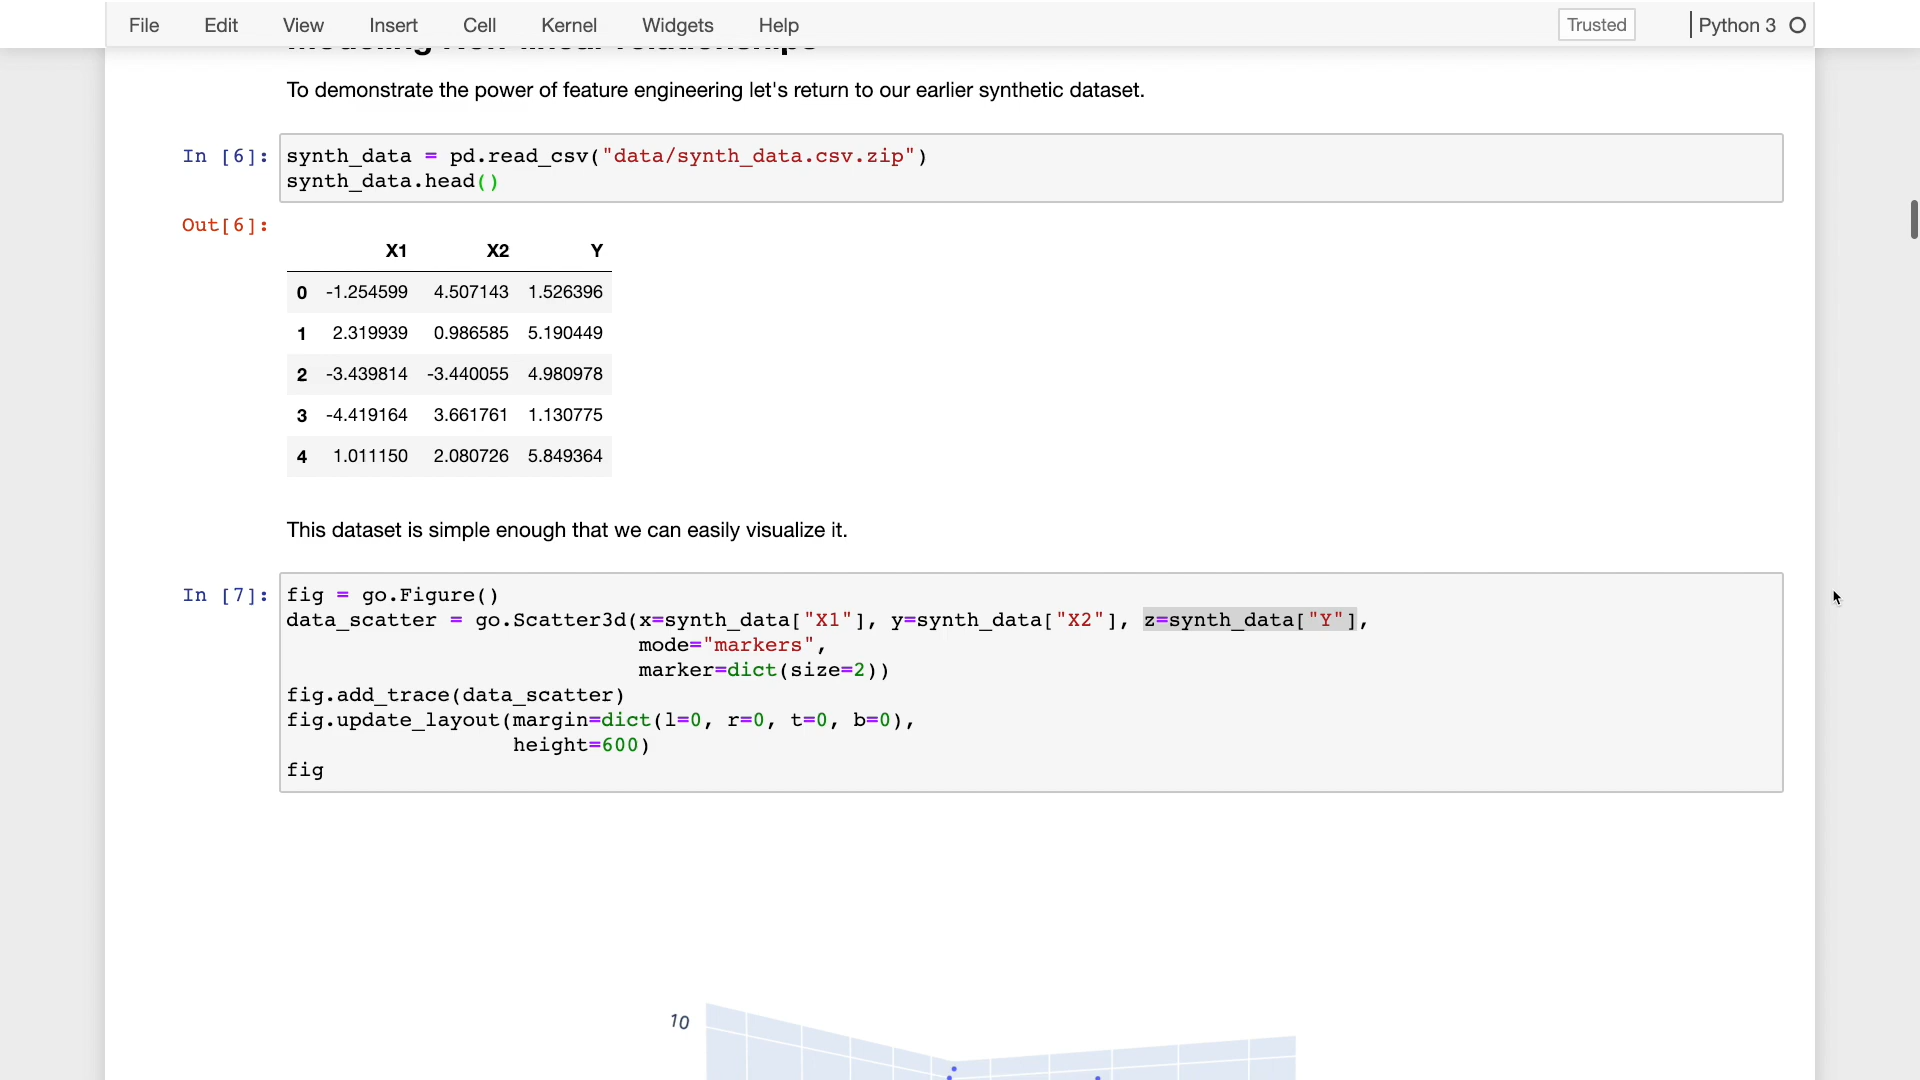 File Edit View Insert Cell Kernel Widgets Help Trusted Python 3
Modeling Non-linear relationships
To demonstrate the power of feature engineering let's return to our earlier synthetic dataset.
In [6]: synth_data = pd.read_csv("data/synth_data.csv.zip")
synth_data.head()
Out[6]:
X1 X2 Y
0 -1.254599 4.507143 1.526396
1 2.319939 0.986585 5.190449
2 -3.439814 -3.440055 4.980978
3 -4.419164 3.661761 1.130775
4 1.011150 2.080726 5.849364
This dataset is simple enough that we can easily visualize it.
In [7]: fig = go.Figure()
data_scatter = go.Scatter3d(x=synth_data["X1"], y=synth_data["X2"], z=synth_data["Y"],
mode="markers",
marker=dict(size=2))
fig.add_trace(data_scatter)
fig.update_layout(margin=dict(l=0, r=0, t=0, b=0),
height=600)
fig
10